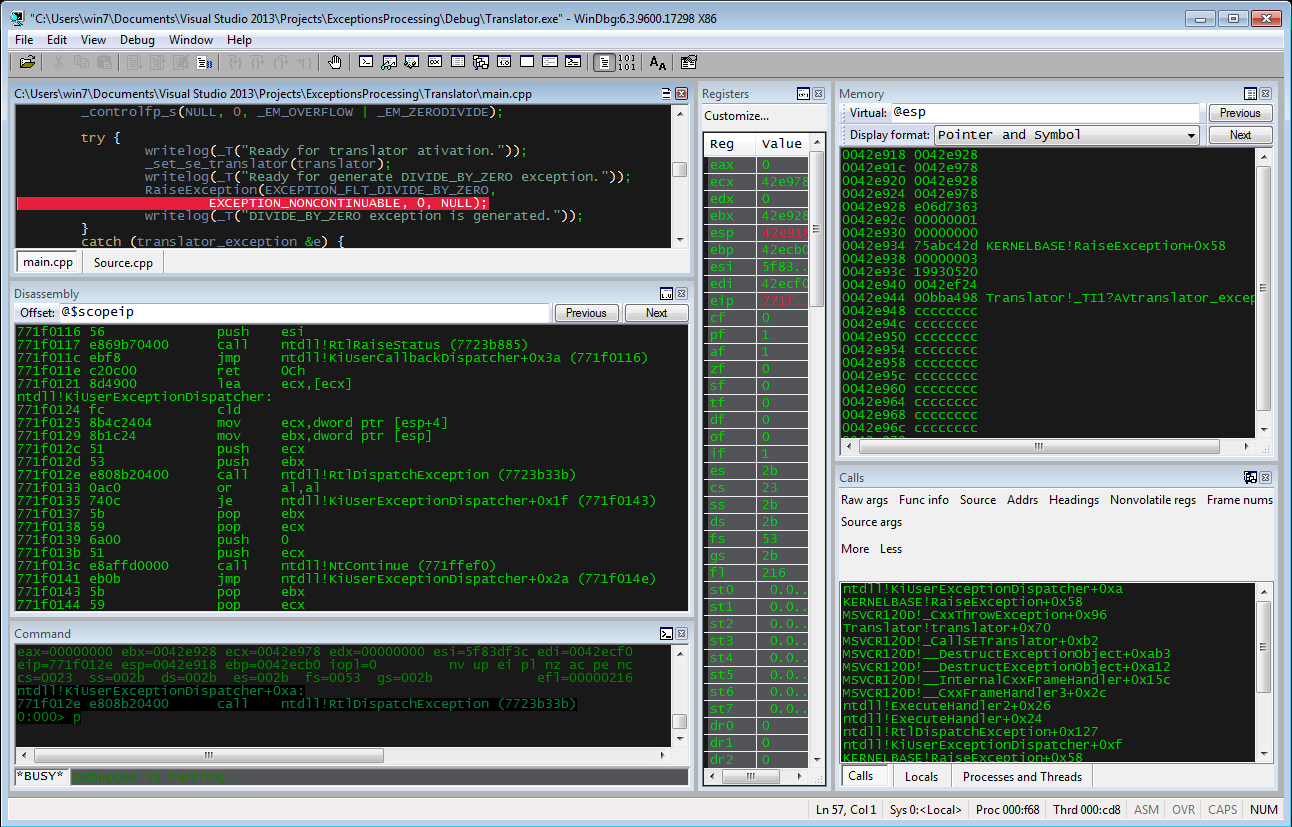 "C:\Users\win7\Documents\Visual Studio 2013\Projects\ExceptionsProcessing\Debug\Translator.exe" - WinDbg:6.3.9600.17298 X86
File Edit View Debug Window Help
C:\Users\win7\Documents\Visual Studio 2013\Projects\ExceptionsProcessing\Translator\main.cpp
_controlfp_s(NULL, 0, _EM_OVERFLOW | _EM_ZERODIVIDE);
try {
writelog(_T("Ready for translator ativation."));
_set_se_translator(translator);
writelog(_T("Ready for generate DIVIDE_BY_ZERO exception."));
RaiseException(EXCEPTION_FLT_DIVIDE_BY_ZERO,
EXCEPTION_NONCONTINUABLE, 0, NULL);
writelog(_T("DIVIDE_BY_ZERO exception is generated."));
}
catch (translator_exception &e) {
main.cpp Source.cpp
Disassembly
Offset: @$scopeip Previous Next
771f0116 56 push esi
771f0117 e869b70400 call ntdll!RtlRaiseStatus (7723b885)
771f011c ebf8 jmp ntdll!KiUserCallbackDispatcher+0x3a (771f0116)
771f011e c20c00 ret 0Ch
771f0121 8d4900 lea ecx,[ecx]
ntdll!KiUserExceptionDispatcher:
771f0124 fc cld
771f0125 8b4c2404 mov ecx,dword ptr [esp+4]
771f0129 8b1c24 mov ebx,dword ptr [esp]
771f012c 51 push ecx
771f012d 53 push ebx
771f012e e808b20400 call ntdll!RtlDispatchException (7723b33b)
771f0133 0ac0 or al,al
771f0135 740c je ntdll!KiUserExceptionDispatcher+0x1f (771f0143)
771f0137 5b pop ebx
771f0138 59 pop ecx
771f0139 6a00 push 0
771f013b 51 push ecx
771f013c e8affd0000 call ntdll!NtContinue (771ffef0)
771f0141 eb0b jmp ntdll!KiUserExceptionDispatcher+0x2a (771f014e)
771f0143 5b pop ebx
771f0144 59 pop ecx
Command
eax=00000000 ebx=0042e928 ecx=0042e978 edx=00000000 esi=5f83df3c edi=0042ecf0
eip=771f012e esp=0042e918 ebp=0042ecb0 iopl=0 nv up ei pl nz ac pe nc
cs=0023 ss=002b ds=002b es=002b fs=0053 gs=002b efl=00000216
ntdll!KiUserExceptionDispatcher+0xa:
771f012e e808b20400 call ntdll!RtlDispatchException (7723b33b)
0:000> p
*BUSY* Debuggee is running...
Registers
Customize...
Reg Value
eax 0
ecx 42e978
edx 0
ebx 42e928
esp 42e918
ebp 42ecb0
esi 5f83..
edi 42ecf0
eip 771f..
cf 0
pf 1
af 1
zf 0
sf 0
tf 0
df 0
of 0
if 1
es 2b
cs 23
ss 2b
ds 2b
fs 53
gs 2b
fl 216
st0 0.0..
st1 0.0..
st2 0.0..
st3 0.0..
st4 0.0..
st5 0.0..
st6 0.0..
st7 0.0..
dr0 0
dr1 0
dr2 0
Memory
Virtual: @esp Previous
Display format: Pointer and Symbol Next
0042e918 0042e928
0042e91c 0042e978
0042e920 0042e928
0042e924 0042e978
0042e928 e06d7363
0042e92c 00000001
0042e930 00000000
0042e934 75abc42d KERNELBASE!RaiseException+0x58
0042e938 00000003
0042e93c 19930520
0042e940 0042ef24
0042e944 00bba498 Translator!_TI1?AVtranslator_excep
0042e948 cccccccc
0042e94c cccccccc
0042e950 cccccccc
0042e954 cccccccc
0042e958 cccccccc
0042e95c cccccccc
0042e960 cccccccc
0042e964 cccccccc
0042e968 cccccccc
0042e96c cccccccc
Calls
Raw args Func info Source Addrs Headings Nonvolatile regs Frame nums
Source args
More Less
ntdll!KiUserExceptionDispatcher+0xa
KERNELBASE!RaiseException+0x58
MSVCR120D!_CxxThrowException+0x96
Translator!translator+0x70
MSVCR120D!_CallSETranslator+0xb2
MSVCR120D!__DestructExceptionObject+0xab3
MSVCR120D!__DestructExceptionObject+0xa12
MSVCR120D!__InternalCxxFrameHandler+0x15c
MSVCR120D!__CxxFrameHandler3+0x2c
ntdll!ExecuteHandler2+0x26
ntdll!ExecuteHandler+0x24
ntdll!RtlDispatchException+0x127
ntdll!KiUserExceptionDispatcher+0xf
KERNELBASE!RaiseException+0x58
Calls Locals Processes and Threads
Ln 57, Col 1 Sys 0:<Local> Proc 000:f68 Thrd 000:cd8 ASM OVR CAPS NUM